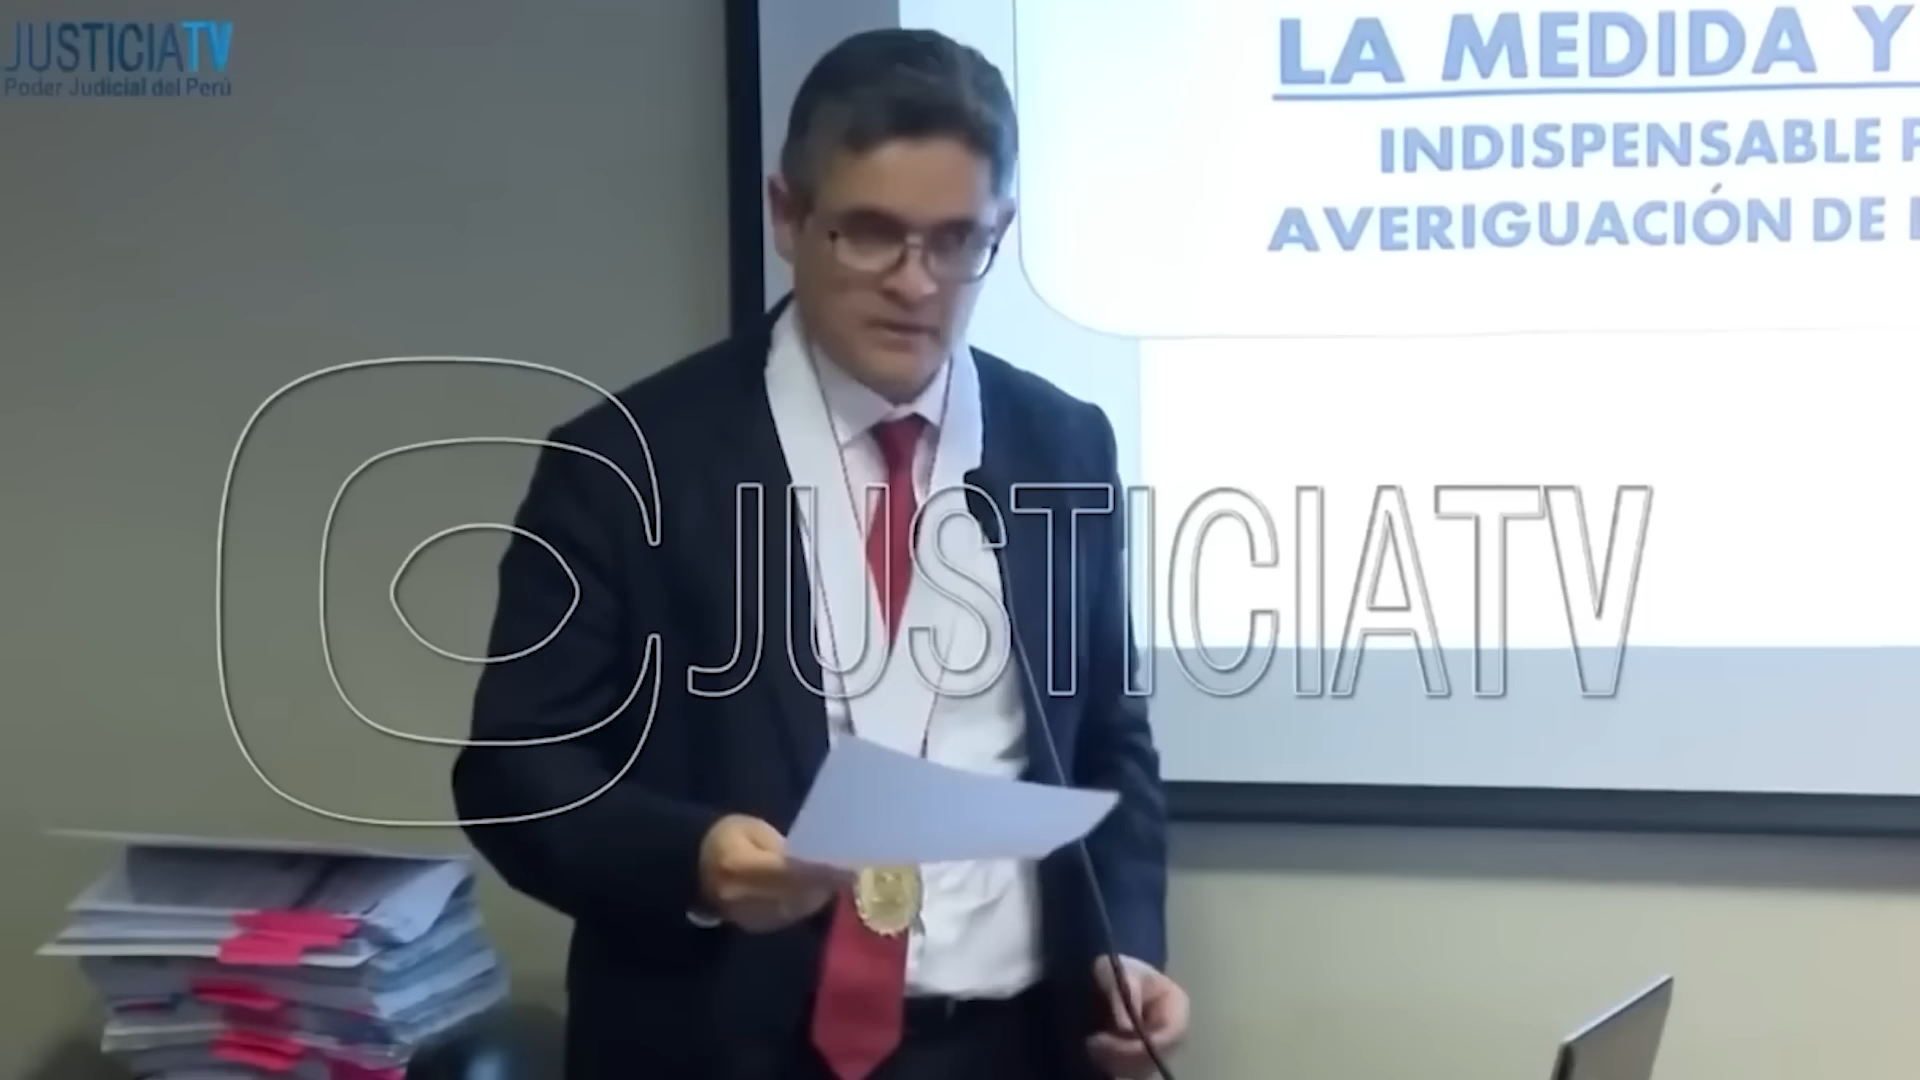 JUSTICIATV
Poder Judicial del Perú
LA MEDIDA Y
INDISPENSABLE
AVERIGUACIÓN DE
JUSTICIATV